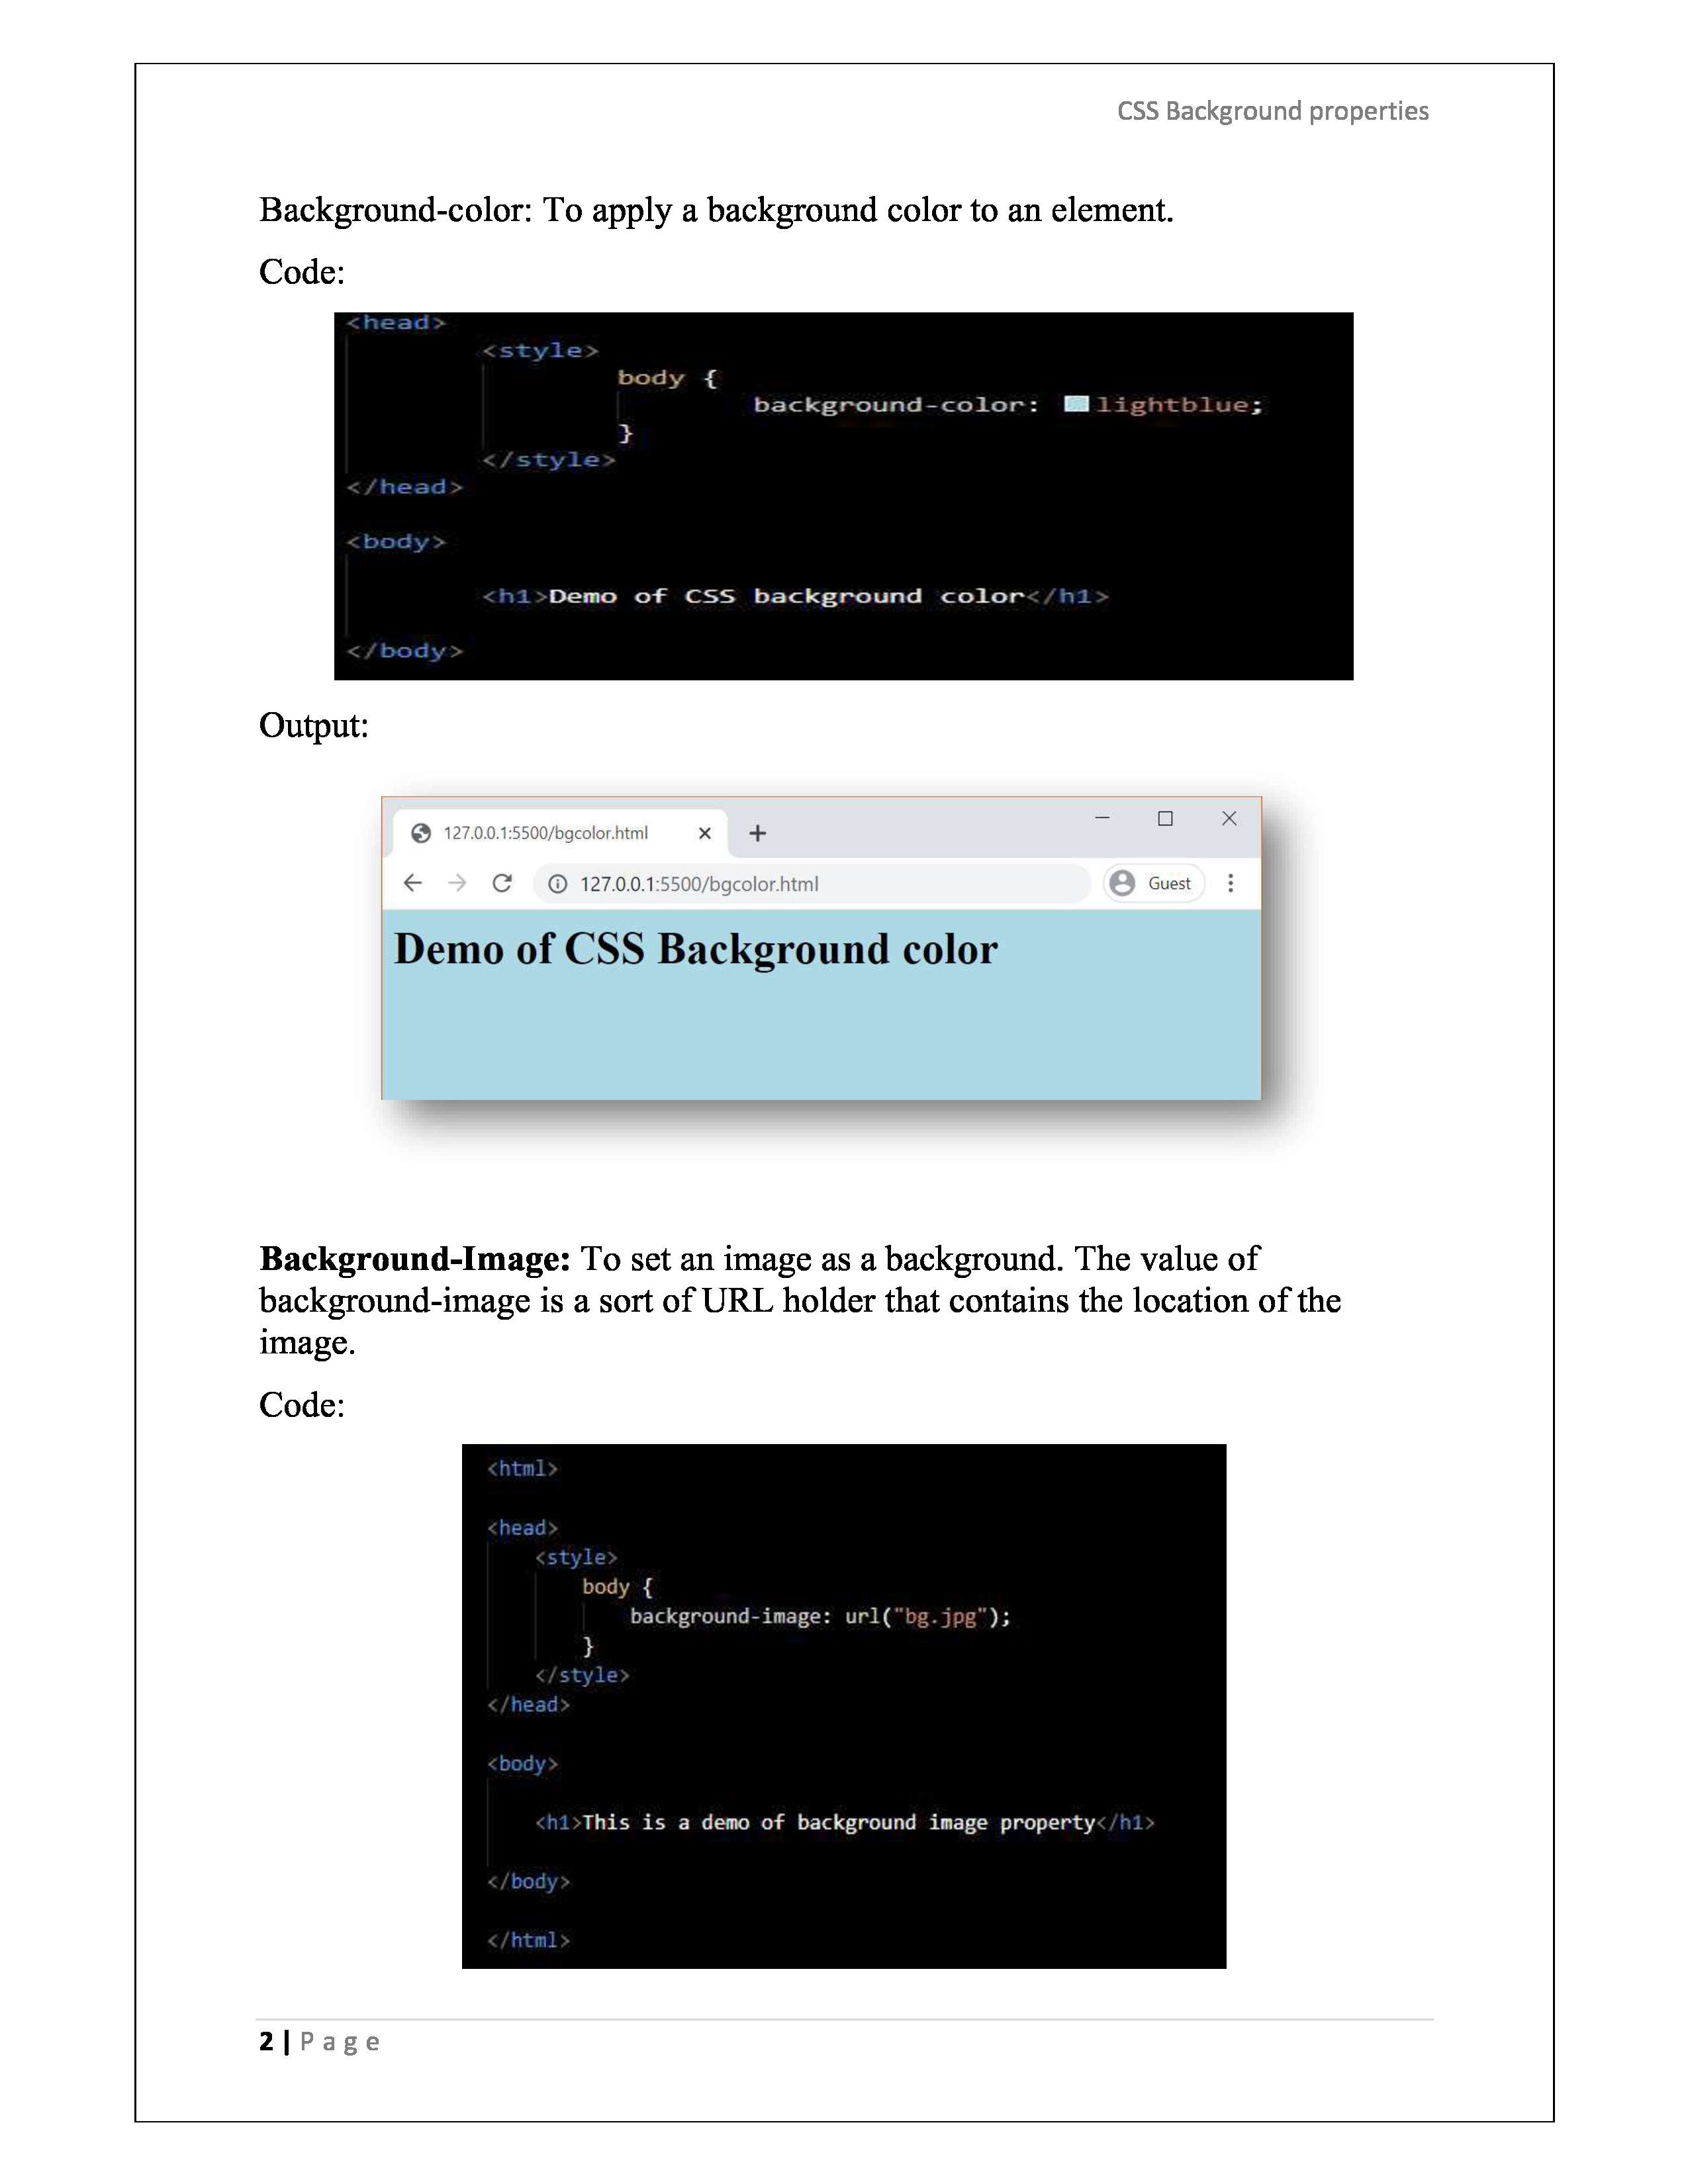 CSS Background properties
Background-color: To apply a background color to an element.
Code:
<head>
<style>
body {
background-color: lightblue;
}
</style>
</head>
<body>
<h1>Demo of CSS background color</h1>
</body>
Output:
127.0.0.1:5500/bgcolor.html
127.0.0.1:5500/bgcolor.html Guest
Demo of CSS Background color
Background-Image: To set an image as a background. The value of
background-image is a sort of URL holder that contains the location of the
image.
Code:
<html>
<head>
<style>
body {
background-image: url("bg.jpg");
}
</style>
</head>
<body>
<h1>This is a demo of background image property</h1>
</body>
</html>
2 | Page